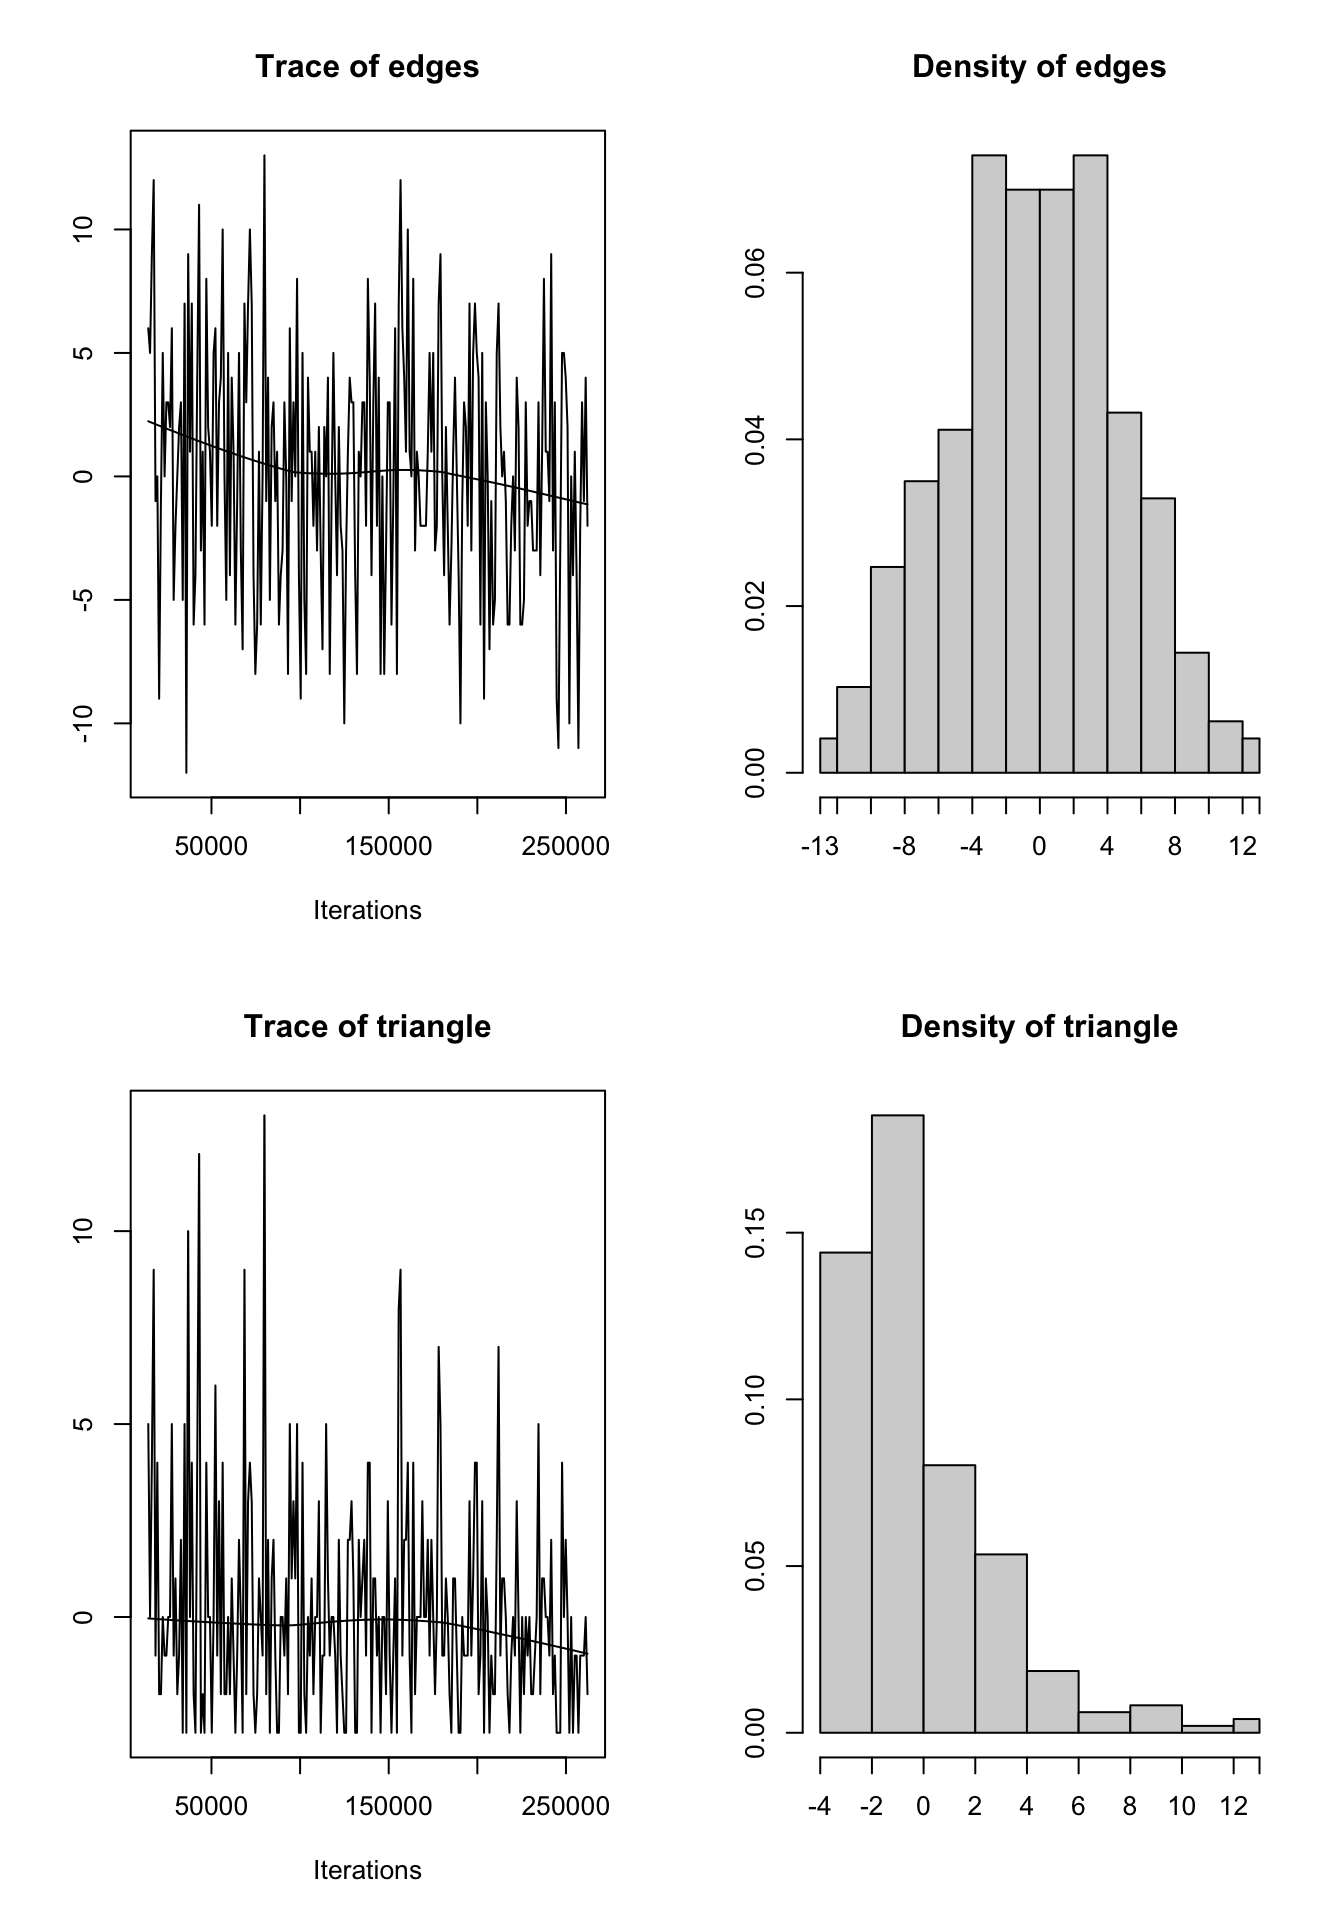 Trace of edges
10
5
0
-5
-10
50000 150000 250000
Iterations
Density of edges
0.06
0.04
0.02
0.00
-13 -8 -4 0 4 8 12
Trace of triangle
10
5
0
50000 150000 250000
Iterations
Density of triangle
0.15
0.10
0.05
0.00
-4 -2 0 2 4 6 8 10 12